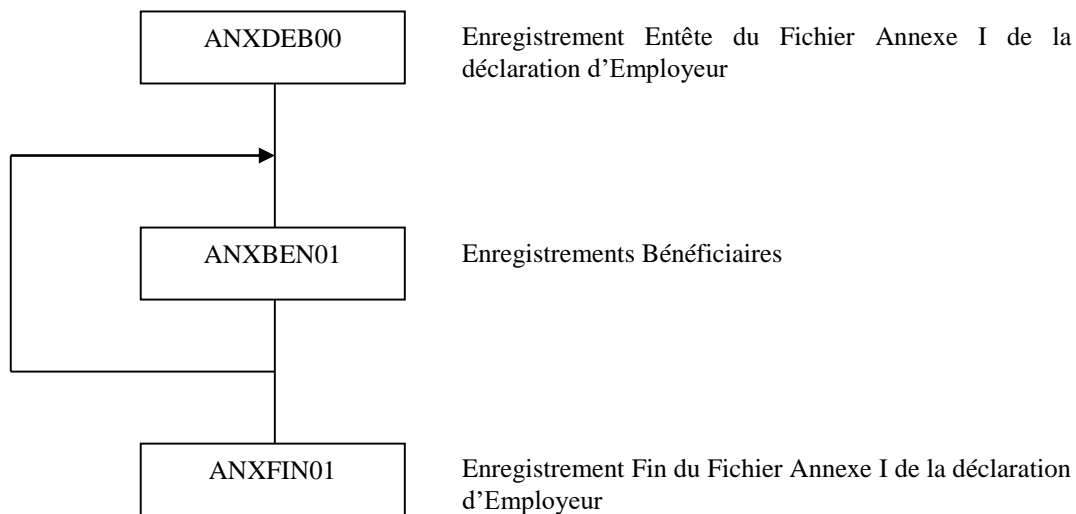 ANXDEB00
Enregistrement Entête du Fichier Annexe I de la
déclaration d’Employeur
ANXBEN01
Enregistrements Bénéficiaires
ANXFIN01
Enregistrement Fin du Fichier Annexe I de la déclaration
d’Employeur